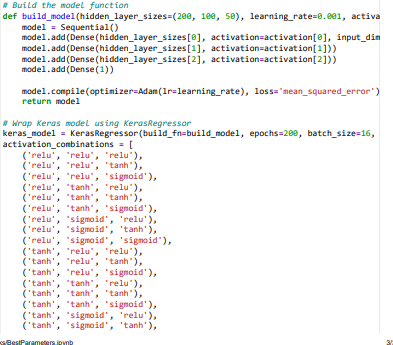 # Build the model function
def build_model(hidden_layer_sizes=(200, 100, 50), learning_rate=0.001, activa
    model = Sequential()
    model.add(Dense(hidden_layer_sizes[0], activation=activation[0], input_dim
    model.add(Dense(hidden_layer_sizes[1], activation=activation[1]))
    model.add(Dense(hidden_layer_sizes[2], activation=activation[2]))
    model.add(Dense(1))
    model.compile(optimizer=Adam(lr=learning_rate), loss='mean_squared_error')
    return model
# Wrap Keras model using KerasRegressor
keras_model = KerasRegressor(build_fn=build_model, epochs=200, batch_size=16,
activation_combinations = [
    ('relu', 'relu', 'relu'),
    ('relu', 'relu', 'tanh'),
    ('relu', 'relu', 'sigmoid'),
    ('relu', 'tanh', 'relu'),
    ('relu', 'tanh', 'tanh'),
    ('relu', 'tanh', 'sigmoid'),
    ('relu', 'sigmoid', 'relu'),
    ('relu', 'sigmoid', 'tanh'),
    ('relu', 'sigmoid', 'sigmoid'),
    ('tanh', 'relu', 'relu'),
    ('tanh', 'relu', 'tanh'),
    ('tanh', 'relu', 'sigmoid'),
    ('tanh', 'tanh', 'relu'),
    ('tanh', 'tanh', 'tanh'),
    ('tanh', 'tanh', 'sigmoid'),
    ('tanh', 'sigmoid', 'relu'),
    ('tanh', 'sigmoid', 'tanh'),
ks/BestParameters.ipynb 3/